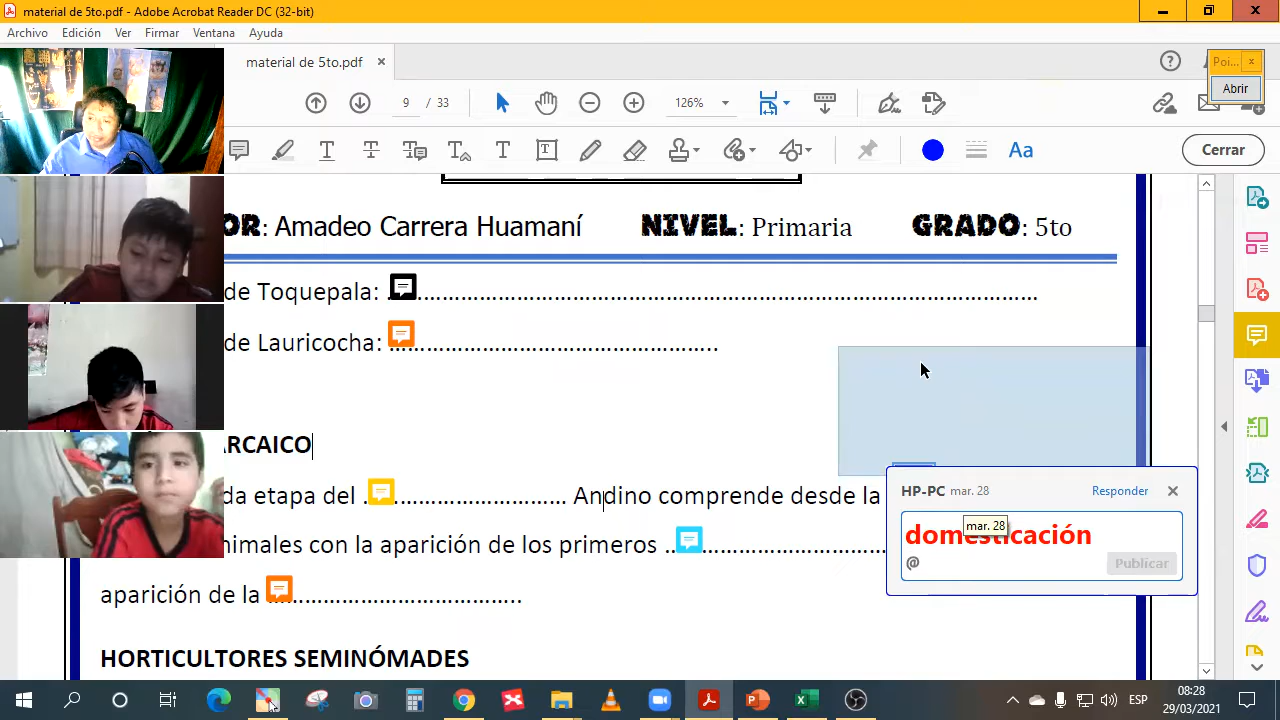 material de 5to.pdf - Adobe Acrobat Reader DC (32-bit)
Archivo Edición Ver Firmar Ventana Ayuda
material de 5to.pdf
Poi...
Abrir
9 / 33
126%
Aa
Cerrar
OR: Amadeo Carrera Huamaní NIVEL: Primaria GRADO: 5to
de Toquepala: ................................................................
de Lauricocha: ................................................................
ARCAICO
da etapa del ................................ Andino comprende desde la
nimales con la aparición de los primeros ................................
aparición de la ................................
HORTICULTORES SEMINÓMADES
HP-PC mar. 28 Responder
mar. 28
domesticación
@ Publicar
ESP
08:28
29/03/2021